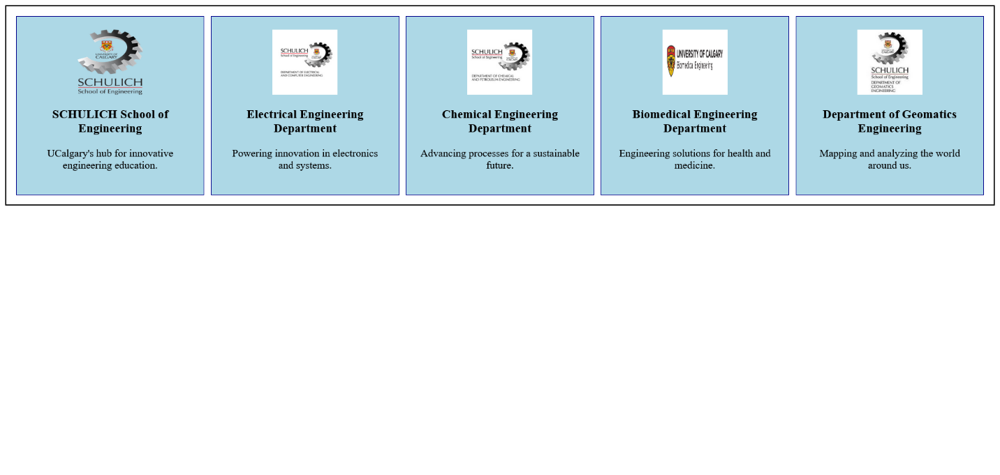 UNIVERSITY OF
CALGARY
SCHULICH
School of Engineering
SCHULICH School of
Engineering
UCalgary's hub for innovative
engineering education.
SCHULICH
School of Engineering
DEPARTMENT OF ELECTRICAL
AND COMPUTER ENGINEERING
Electrical Engineering
Department
Powering innovation in electronics
and systems.
SCHULICH
School of Engineering
DEPARTMENT OF CHEMICAL
AND PETROLEUM ENGINEERING
Chemical Engineering
Department
Advancing processes for a sustainable
future.
UNIVERSITY OF CALGARY
Biomedical Engineering
Biomedical Engineering
Department
Engineering solutions for health and
medicine.
SCHULICH
School of Engineering
DEPARTMENT OF
GEOMATICS
ENGINEERING
Department of Geomatics
Engineering
Mapping and analyzing the world
around us.